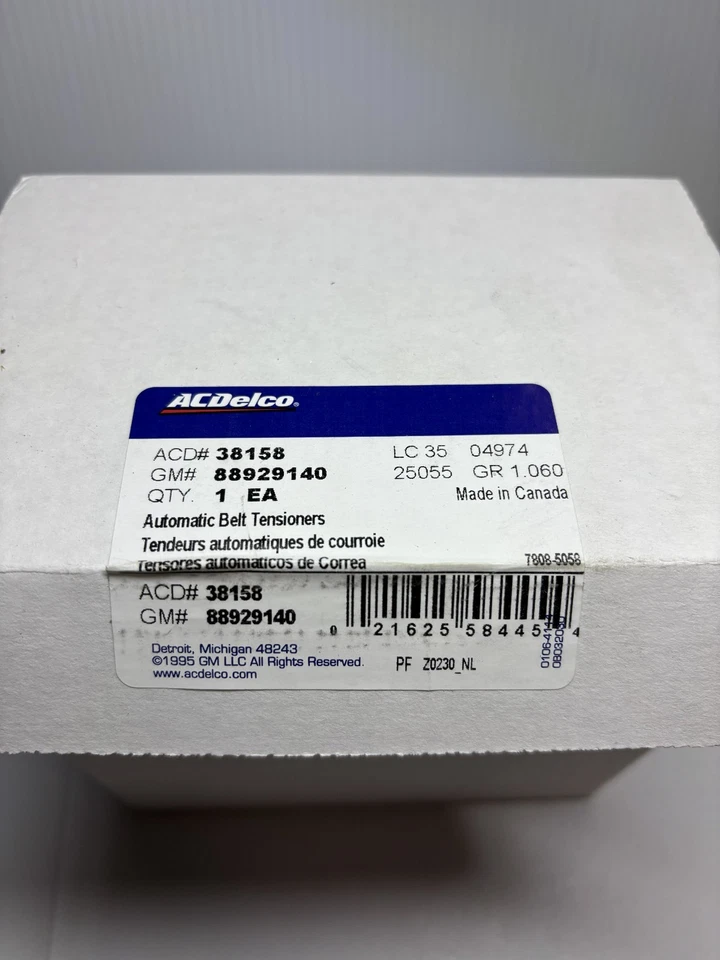 ACDelco
ACD# 38158 LC 35 04974
GM# 88929140 25055 GR 1.060
QTY. 1 EA Made in Canada
Automatic Belt Tensioners
Tendeurs automatiques de courroie
Tensores automaticos de Correa 7808-5058
ACD# 38158
GM# 88929140
0 21625 58445 4
Detroit, Michigan 48243
©1995 GM LLC All Rights Reserved.
www.acdelco.com
PF Z0230_NL